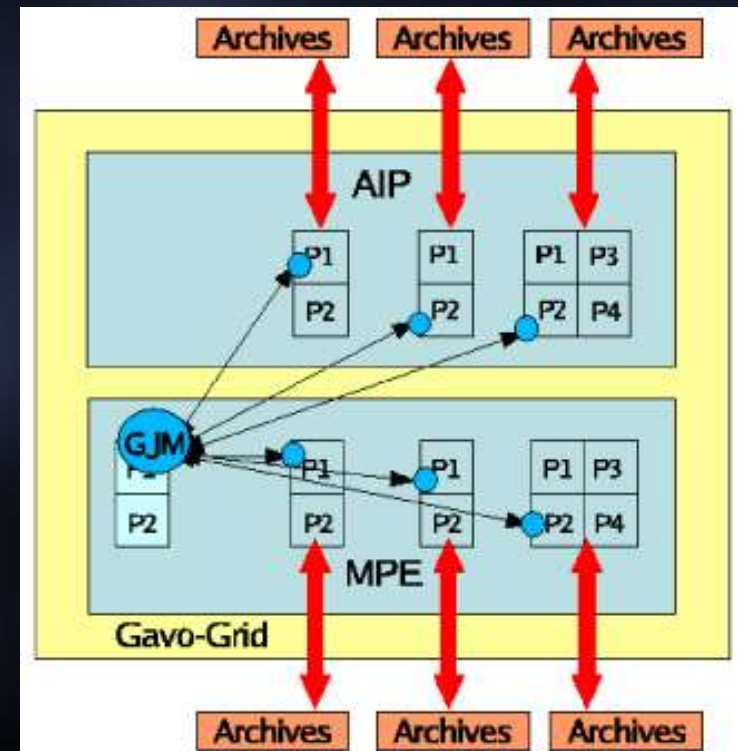 Archives Archives Archives
AIP
P1 P1 P1 P3
P2 P2 P2 P4
GJM
P1 P1 P1 P3
P2 P2 P2 P2 P4
MPE
Gavo-Grid
Archives Archives Archives